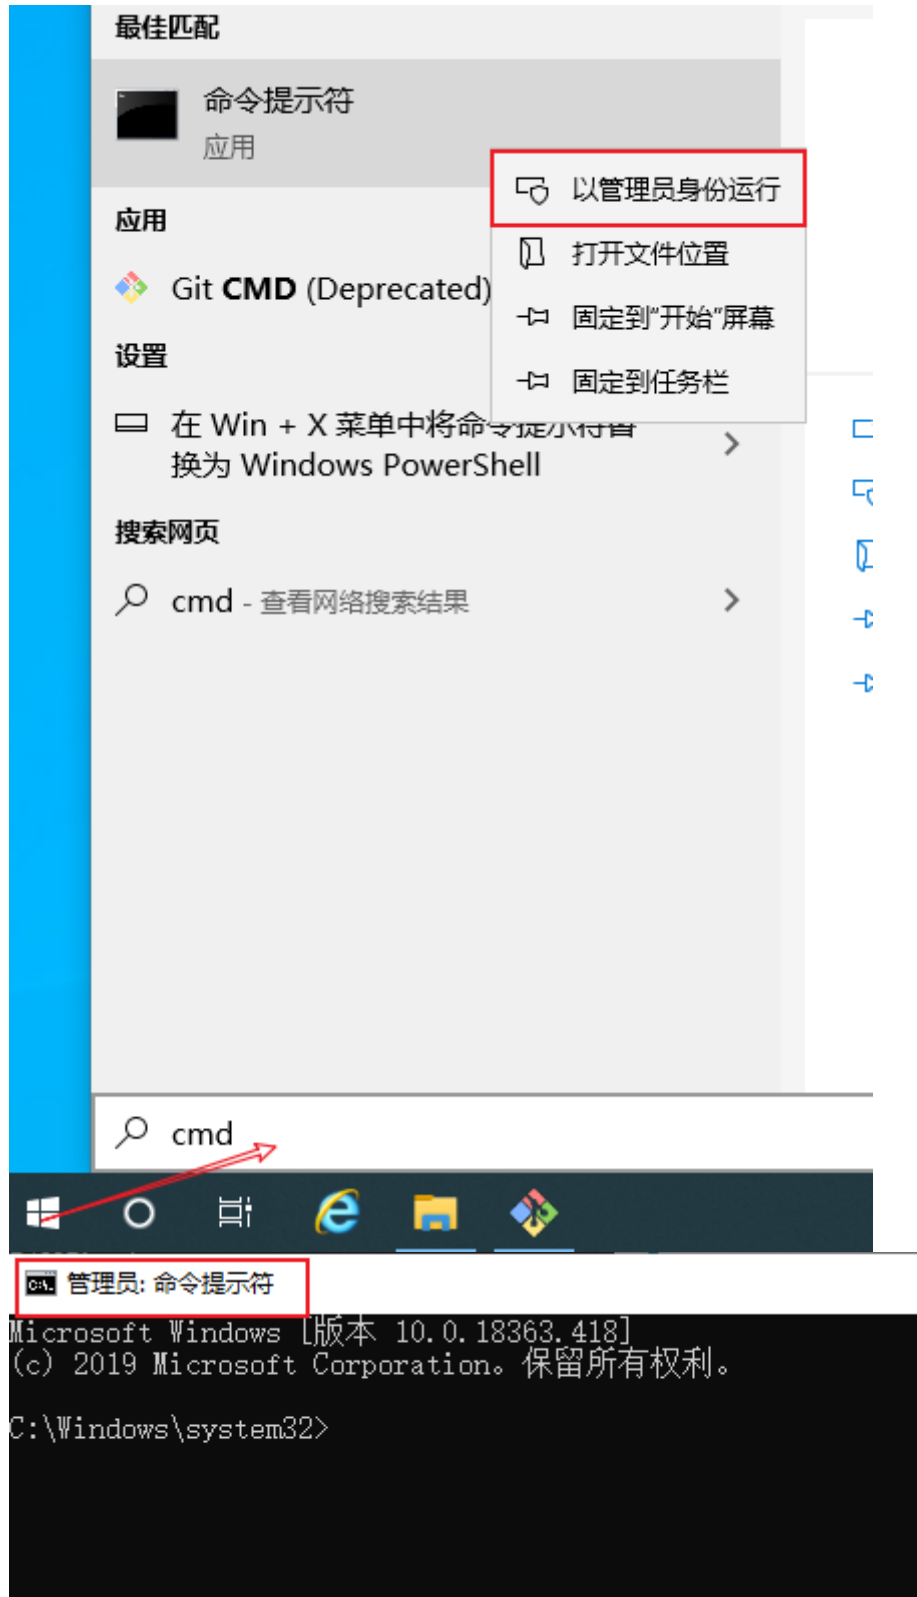 最佳匹配
命令提示符
应用
以管理员身份运行
应用
打开文件位置
Git CMD (Deprecated)
固定到"开始"屏幕
设置
固定到任务栏
在 Win + X 菜单中将命令提示符替
换为 Windows PowerShell
搜索网页
cmd - 查看网络搜索结果
cmd
管理员: 命令提示符
Microsoft Windows [版本 10.0.18363.418]
(c) 2019 Microsoft Corporation。保留所有权利。
C:\Windows\system32>